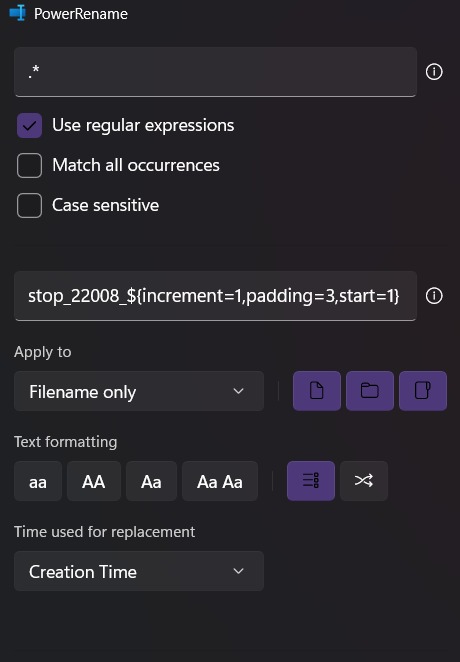 PowerRename
.*
Use regular expressions
Match all occurrences
Case sensitive
stop_22008_${increment=1,padding=3,start=1}
Apply to
Filename only
Text formatting
aa AA Aa Aa Aa
Time used for replacement
Creation Time